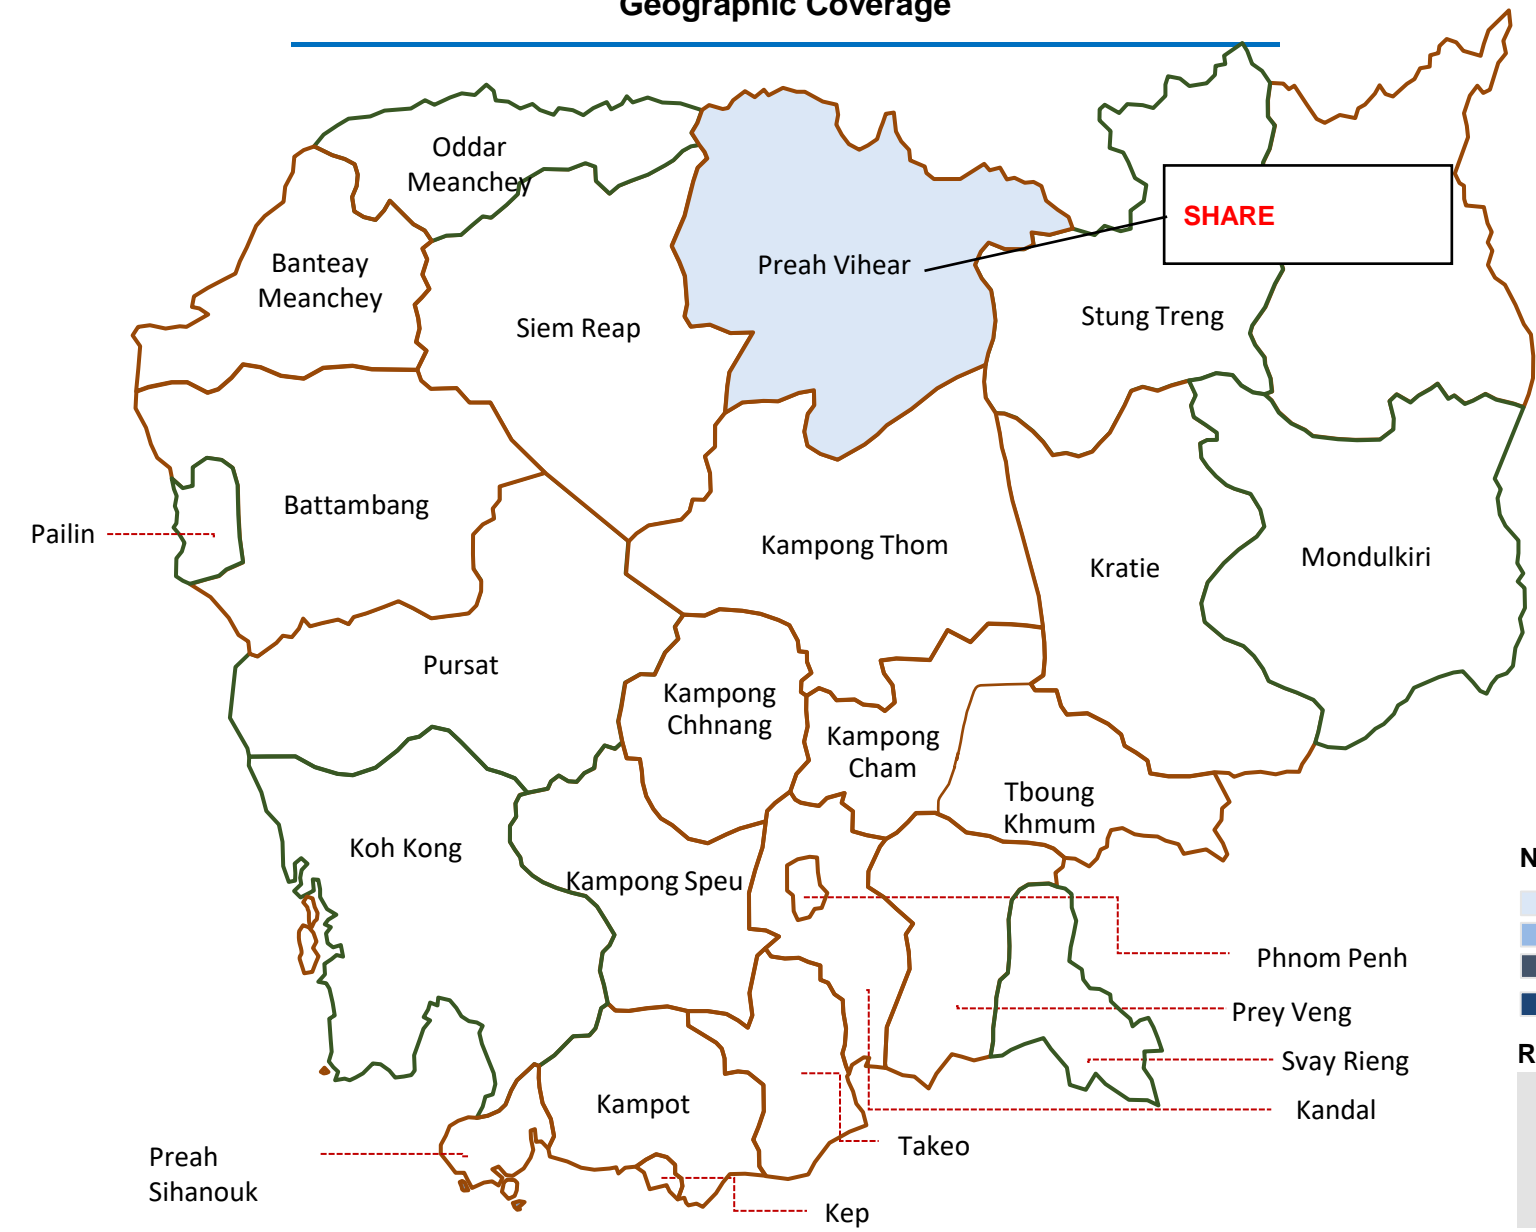 Geographic Coverage
Oddar
Meanchey
SHARE
Banteay
Meanchey
Preah Vihear
Siem Reap
Stung Treng
Battambang
Pailin
Kampong Thom
Kratie
Mondulkiri
Pursat
Kampong
Chhnang
Kampong
Cham
Tboung
Khmum
Koh Kong
Kampong Speu
N
Phnom Penh
Prey Veng
R
Svay Rieng
Kampot
Kandal
Takeo
Preah
Sihanouk
Kep